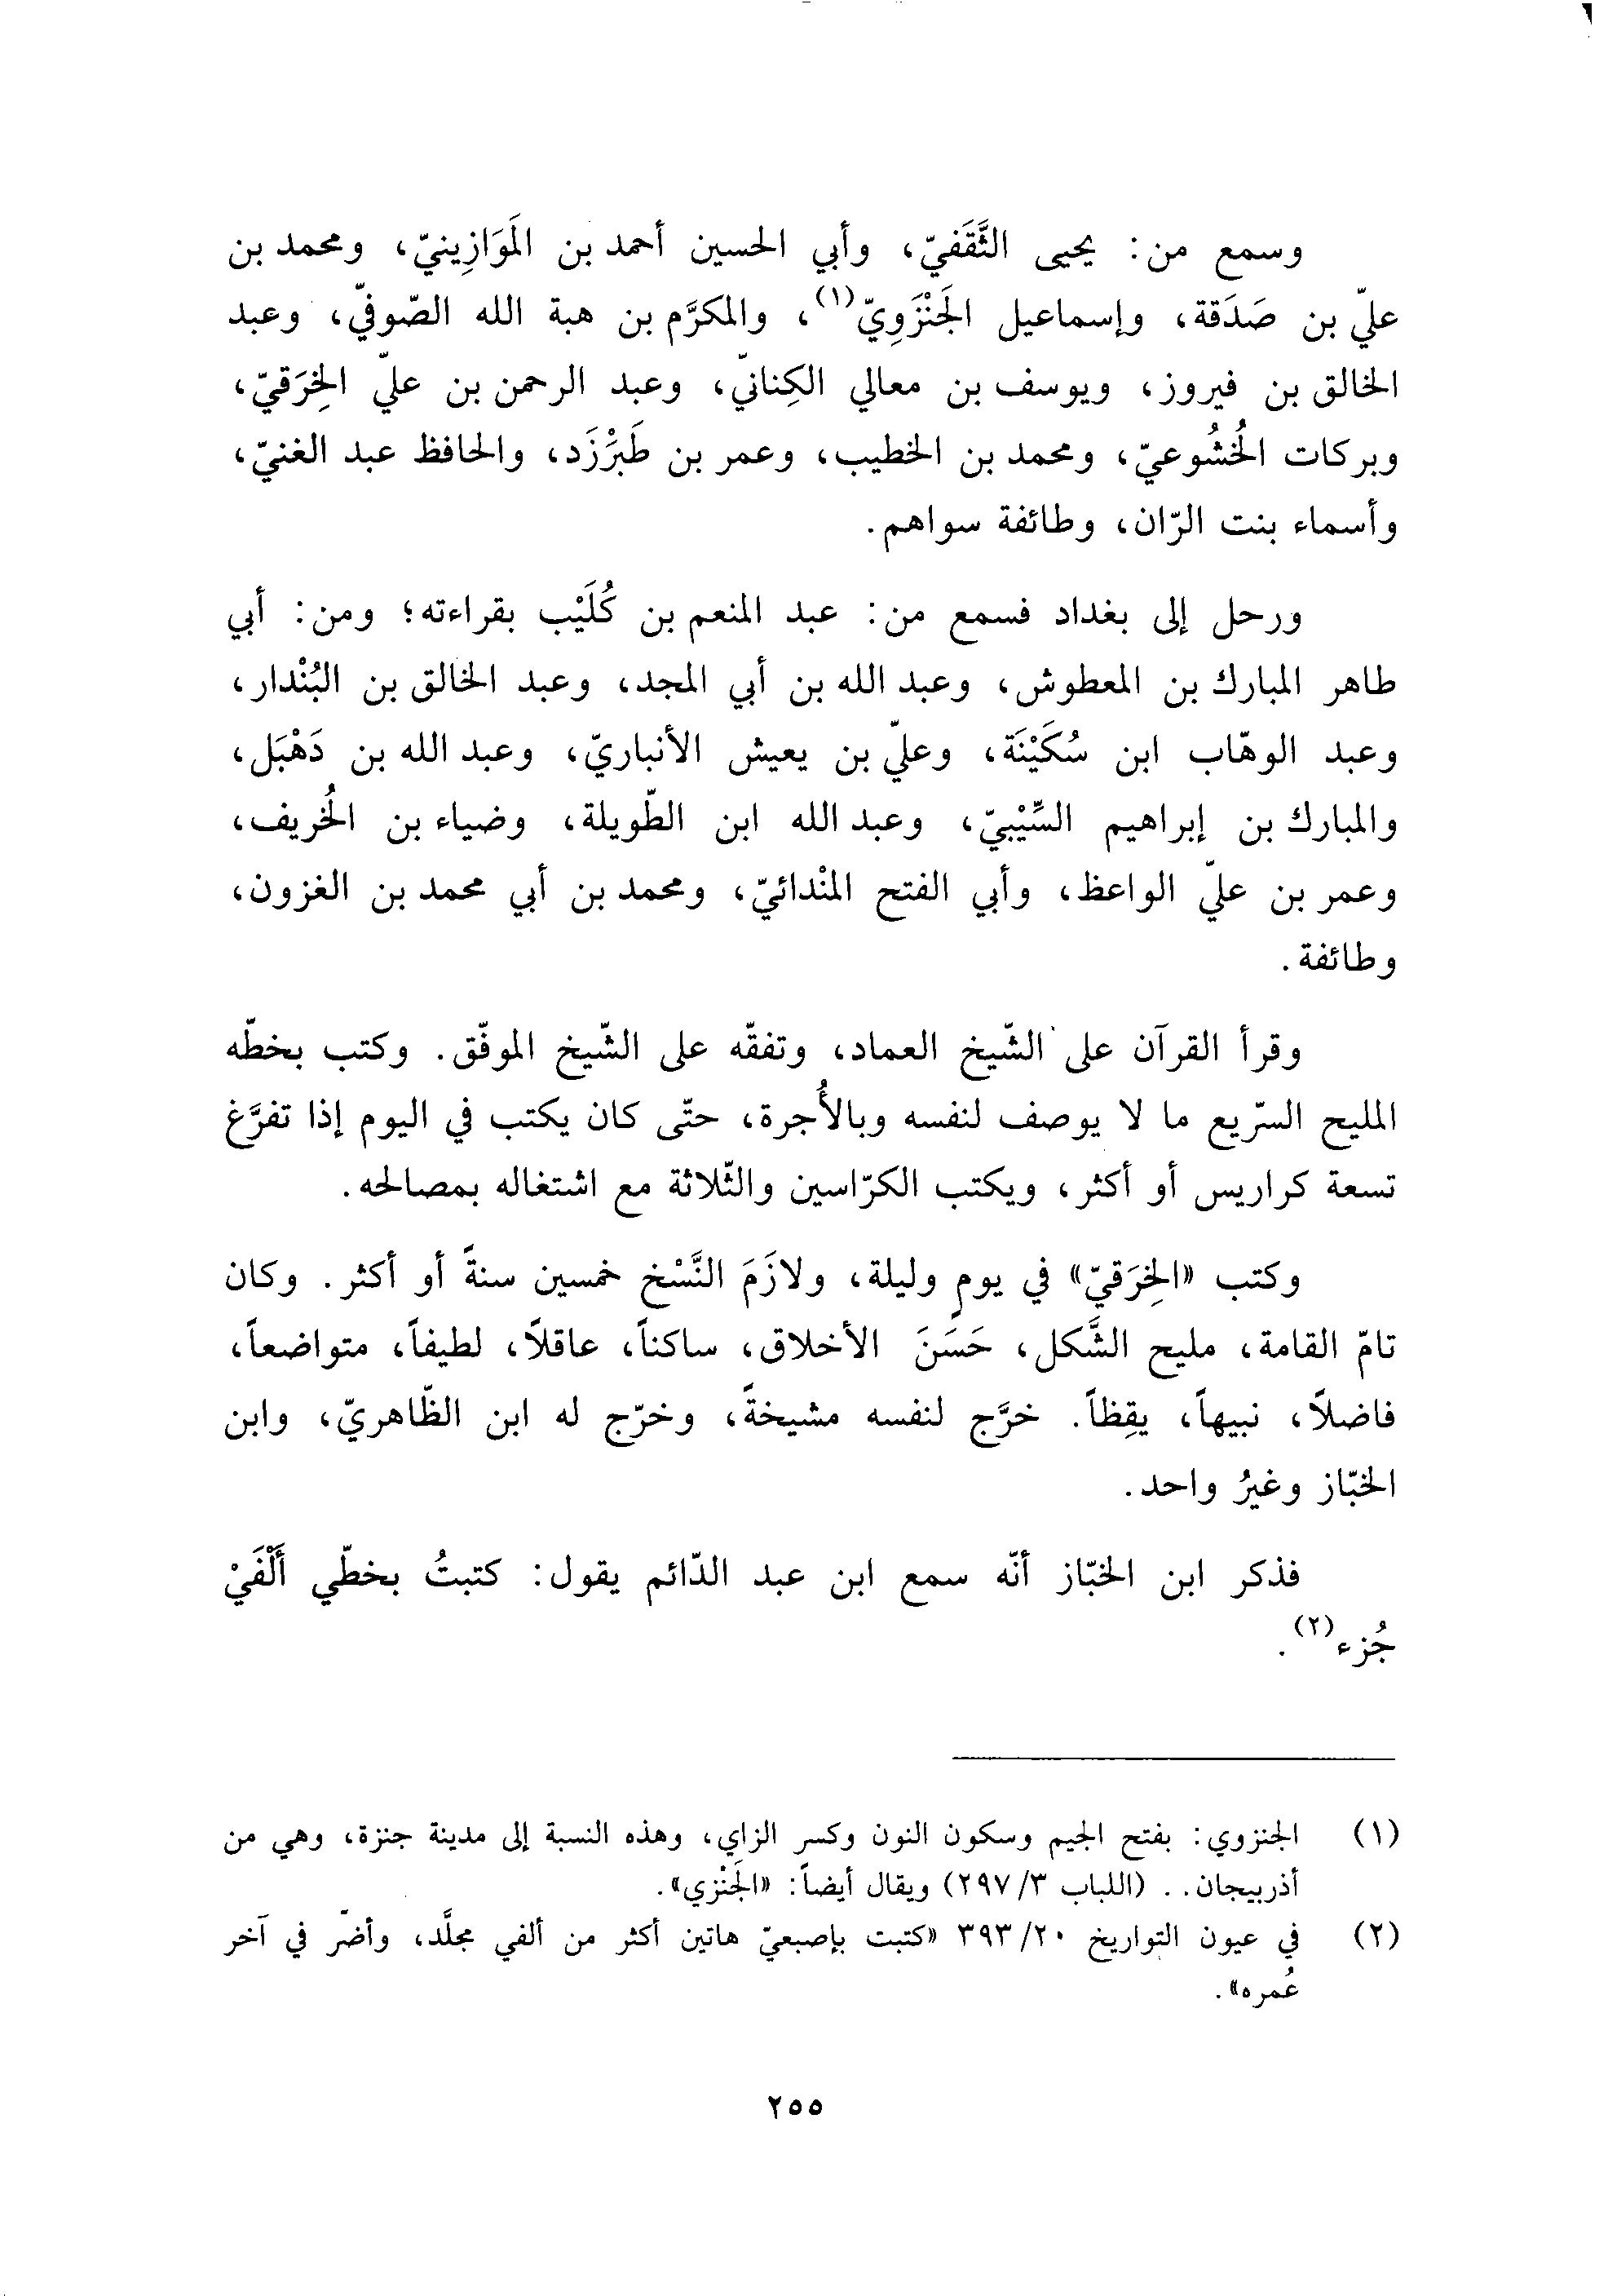 وسمع من: يحيى الثَّقَفيّ، وأبي الحسين أحمد بن المَوَازِينيّ، ومحمد بن
عليّ بن صَدَقة، وإسماعيل الجَنْزَوِيّ(١)، والمكرَّم بن هبة الله الصّوفيّ، وعبد
الخالق بن فيروز، ويوسف بن معالي الكِنانيّ، وعبد الرحمن بن عليّ الخِرَقيّ،
وبركات الخُشُوعيّ، ومحمد بن الخطيب، وعمر بن طَبَرْزَد، والحافظ عبد الغنيّ،
وأسماء بنت الرّان، وطائفة سواهم.
ورحل إلى بغداد فسمع من: عبد المنعم بن كُلَيْب بقراءته؛ ومن: أبي
طاهر المبارك بن المعطوش، وعبد الله بن أبي المجد، وعبد الخالق بن البُنْدار،
وعبد الوهّاب ابن سُكَيْنَة، وعليّ بن يعيش الأنباريّ، وعبد الله بن دَهْبَل،
والمبارك بن إبراهيم السِّيْبيّ، وعبد الله ابن الطّويلة، وضياء بن الخُريف،
وعمر بن عليّ الواعظ، وأبي الفتح المنْدائيّ، ومحمد بن أبي محمد بن الغزون،
وطائفة.
وقرأ القرآن على الشّيخ العماد، وتفقّه على الشّيخ الموفّق. وكتب بخطّه
المليح السّريع ما لا يوصف لنفسه وبالأُجرة، حتّى كان يكتب في اليوم إذا تفرَّغ
تسعة كراريس أو أكثر، ويكتب الكرّاسين والثّلاثة مع اشتغاله بمصالحه.
وكتب «الخِرَقيّ» في يومٍ وليلة، ولازَمَ النَّسْخ خمسين سنةً أو أكثر. وكان
تامّ القامة، مليح الشَّكل، حَسَنَ الأخلاق، ساكناً، عاقلاً، لطيفاً، متواضعاً،
فاضلاً، نبيهاً، يقِظاً. خرَّج لنفسه مشيخةً، وخرّج له ابن الظّاهريّ، وابن
الخبّاز وغيرُ واحد.
فذكر ابن الخبّاز أنّه سمع ابن عبد الدّائم يقول: كتبتُ بخطّي أَلْفَيْ
جُزء(٢).
(١) الجنزوي: بفتح الجيم وسكون النون وكسر الزاي، وهذه النسبة إلى مدينة جنزة، وهي من
أذربيجان.. (اللباب ٢٩٧/٣) ويقال أيضاً: «الجَنْزي».
(٢) في عيون التواريخ ٣٩٣/٢٠ «كتبت بإصبعيّ هاتين أكثر من ألفي مجلَّد، وأضرّ في آخر
عُمره».
٢٥٥